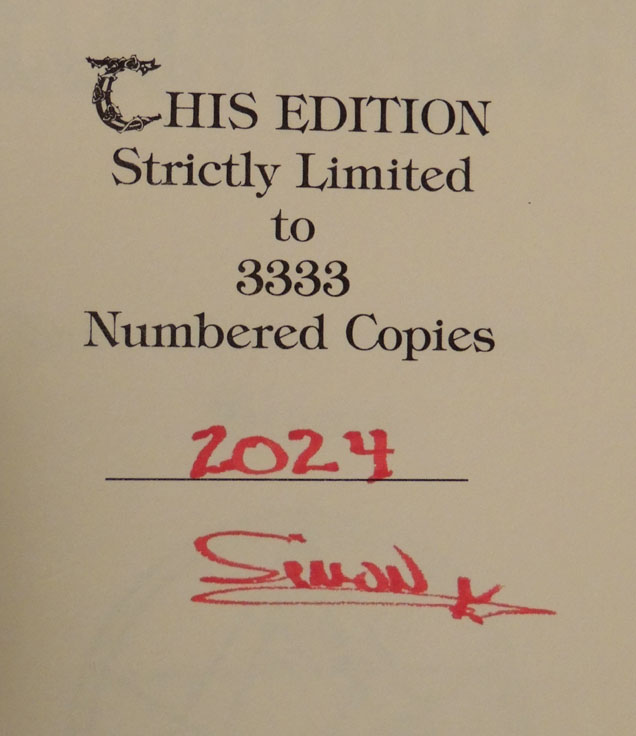 THIS EDITION
Strictly Limited
to
3333
Numbered Copies
2024
SIMON